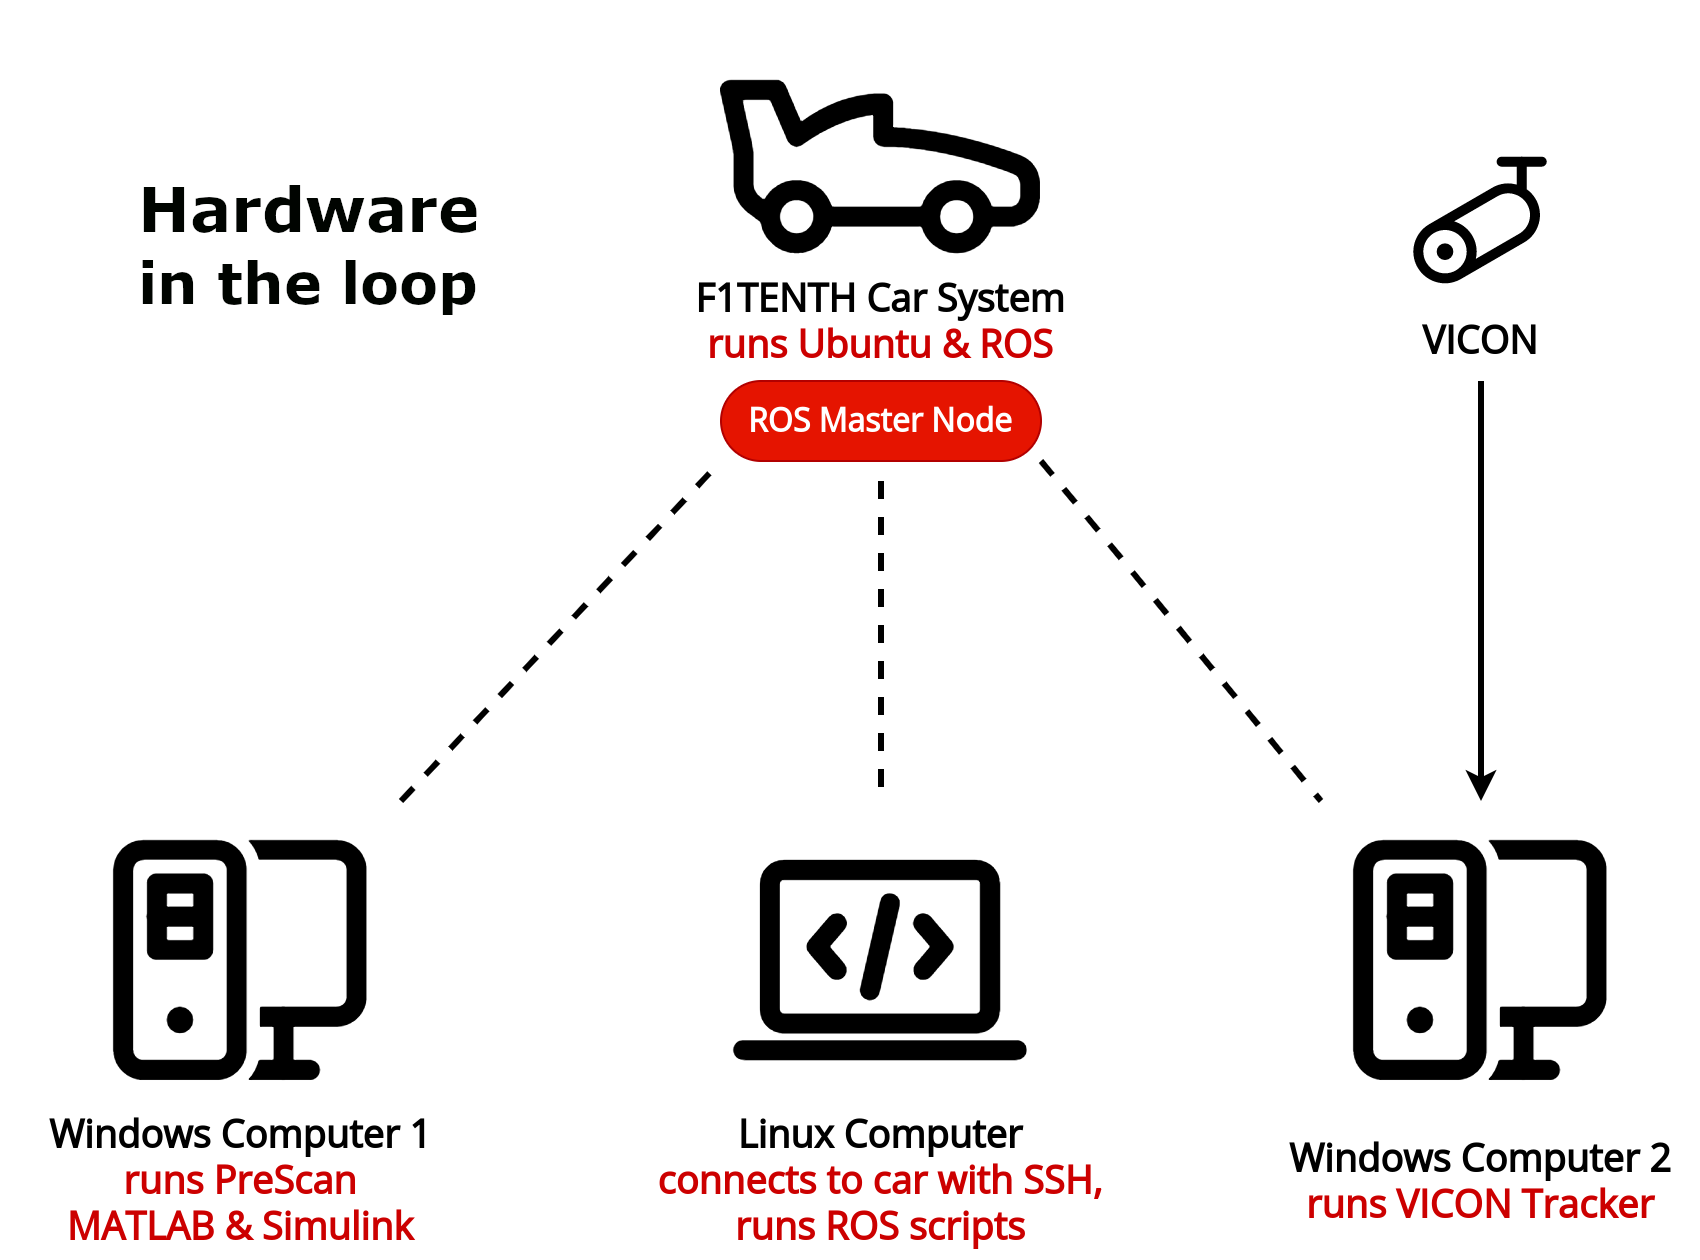 Hardware
in the loop
F1TENTH Car System
runs Ubuntu & ROS
ROS Master Node
VICON
Windows Computer 1
runs PreScan
MATLAB & Simulink
Linux Computer
connects to car with SSH,
runs ROS scripts
Windows Computer 2
runs VICON Tracker